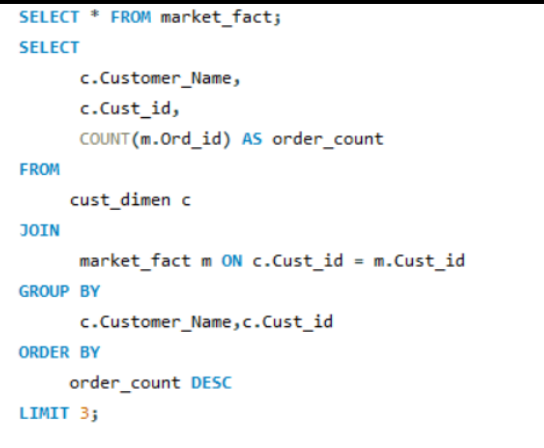 SELECT * FROM market_fact;
SELECT
c.Customer_Name,
c.Cust_id,
COUNT(m.Ord_id) AS order_count
FROM
cust_dimen c
JOIN
market_fact m ON c.Cust_id = m.Cust_id
GROUP BY
c.Customer_Name,c.Cust_id
ORDER BY
order_count DESC
LIMIT 3;